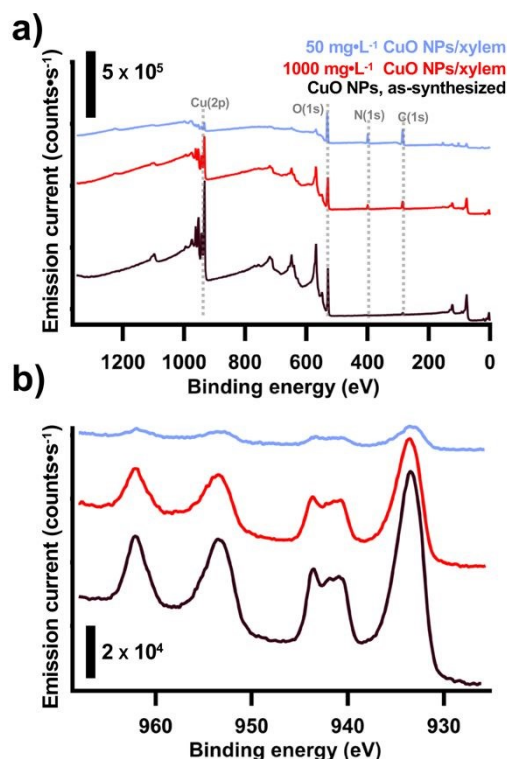 a)
50 mg•L⁻¹ CuO NPs/xylem
1000 mg•L⁻¹ CuO NPs/xylem
CuO NPs, as-synthesized
5 x 10⁵
Cu(2p)
O(1s)
N(1s)
C(1s)
Emission current (counts•s⁻¹)
1200 1000 800 600 400 200 0
Binding energy (eV)
b)
Emission current (counts•s⁻¹)
2 x 10⁴
960 950 940 930
Binding energy (eV)